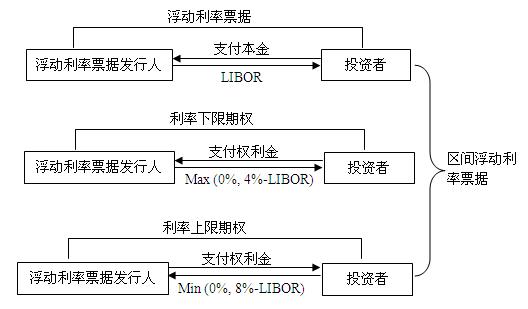 浮动利率票据
支付本金
浮动利率票据发行人
投资者
LIBOR
利率下限期权
支付权利金
浮动利率票据发行人
投资者
Max (0%, 4%-LIBOR)
区间浮动利
率票据
利率上限期权
支付权利金
浮动利率票据发行人
投资者
Min (0%, 8%-LIBOR)